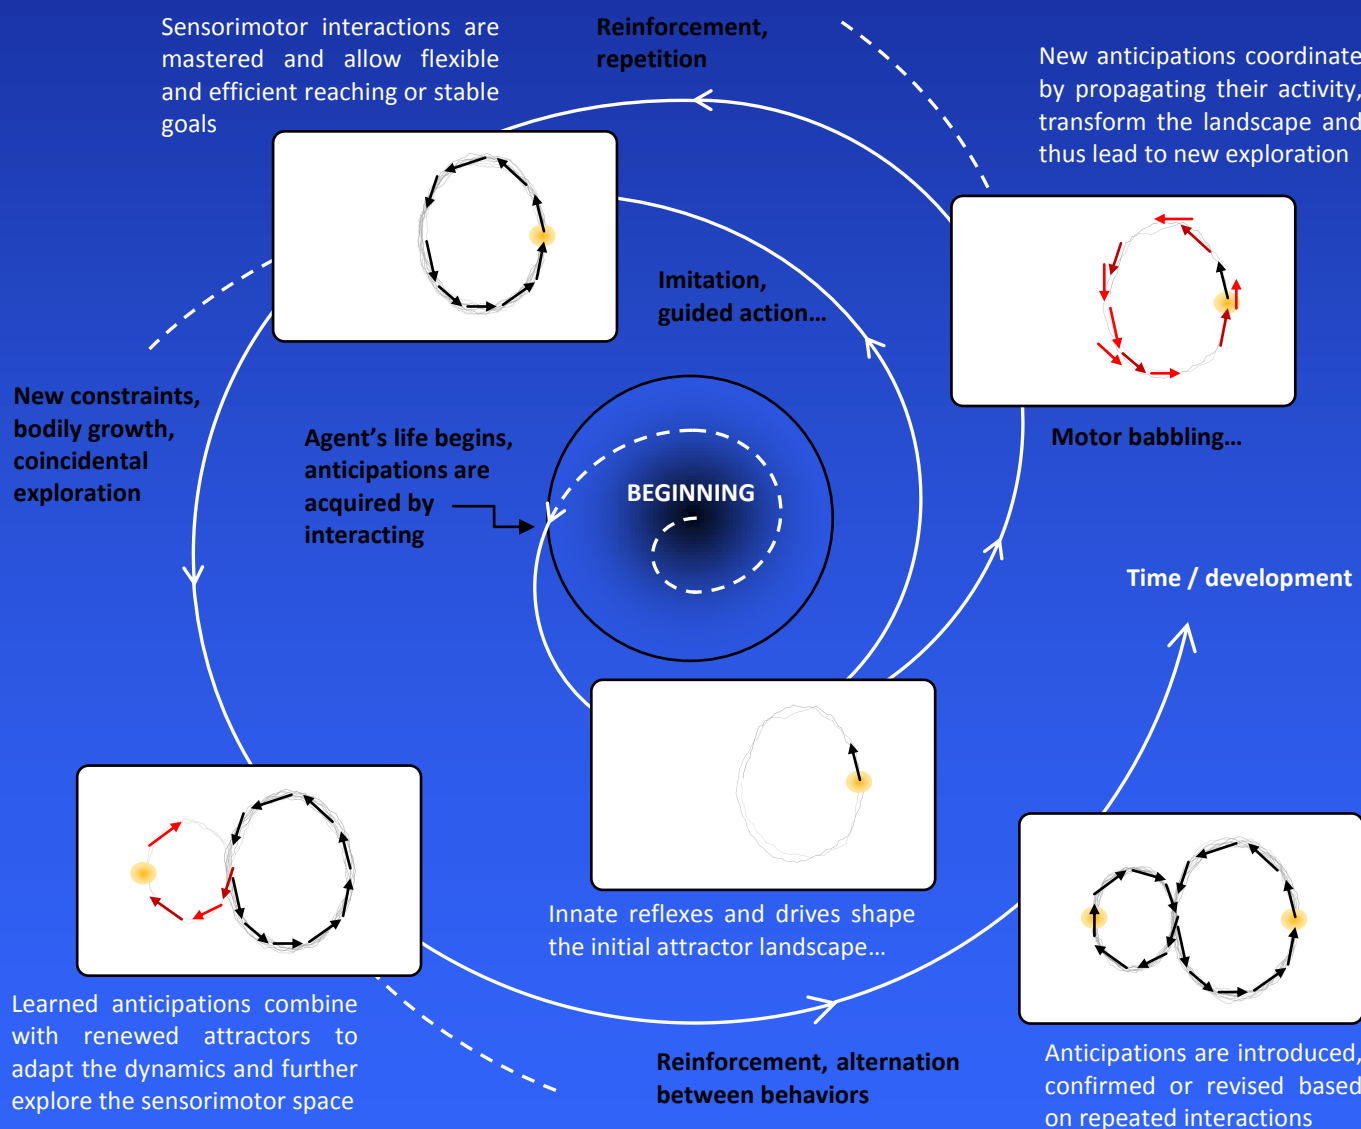 Sensorimotor interactions are
mastered and allow flexible
and efficient reaching or stable
goals
Reinforcement,
repetition
New anticipations coordinate
by propagating their activity,
transform the landscape and
thus lead to new exploration
Imitation,
guided action...
New constraints,
bodily growth,
coincidental
exploration
Agent's life begins,
anticipations are
acquired by
interacting
BEGINNING
Motor babbling...
Time / development
Innate reflexes and drives shape
the initial attractor landscape...
Learned anticipations combine
with renewed attractors to
adapt the dynamics and further
explore the sensorimotor space
Reinforcement, alternation
between behaviors
Anticipations are introduced,
confirmed or revised based
on repeated interactions